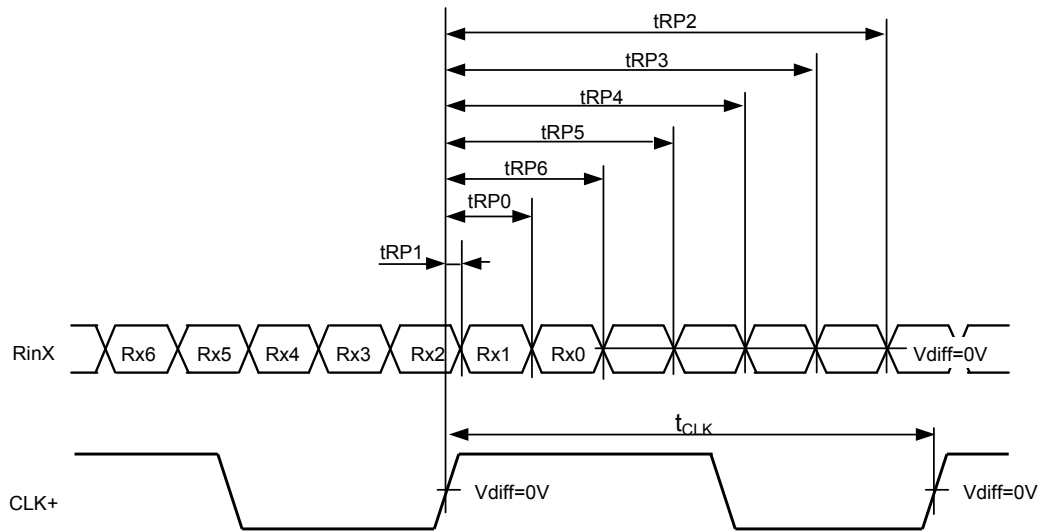 tRP2
tRP3
tRP4
tRP5
tRP6
tRP0
tRP1
RinX Rx6 Rx5 Rx4 Rx3 Rx2 Rx1 Rx0 Vdiff=0V
tCLK
CLK+ Vdiff=0V Vdiff=0V